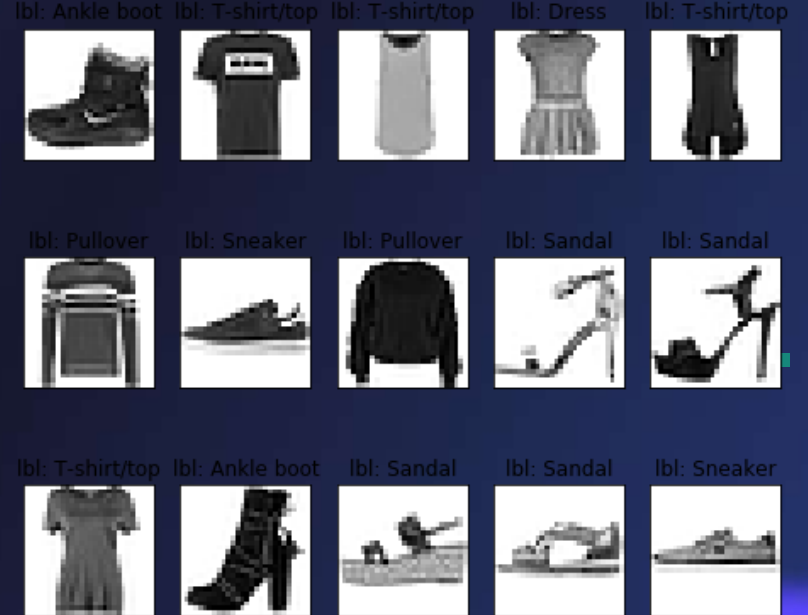 lbl: Ankle boot lbl: T-shirt/top lbl: T-shirt/top lbl: Dress lbl: T-shirt/top
lbl: Pullover lbl: Sneaker lbl: Pullover lbl: Sandal lbl: Sandal
lbl: T-shirt/top lbl: Ankle boot lbl: Sandal lbl: Sandal lbl: Sneaker